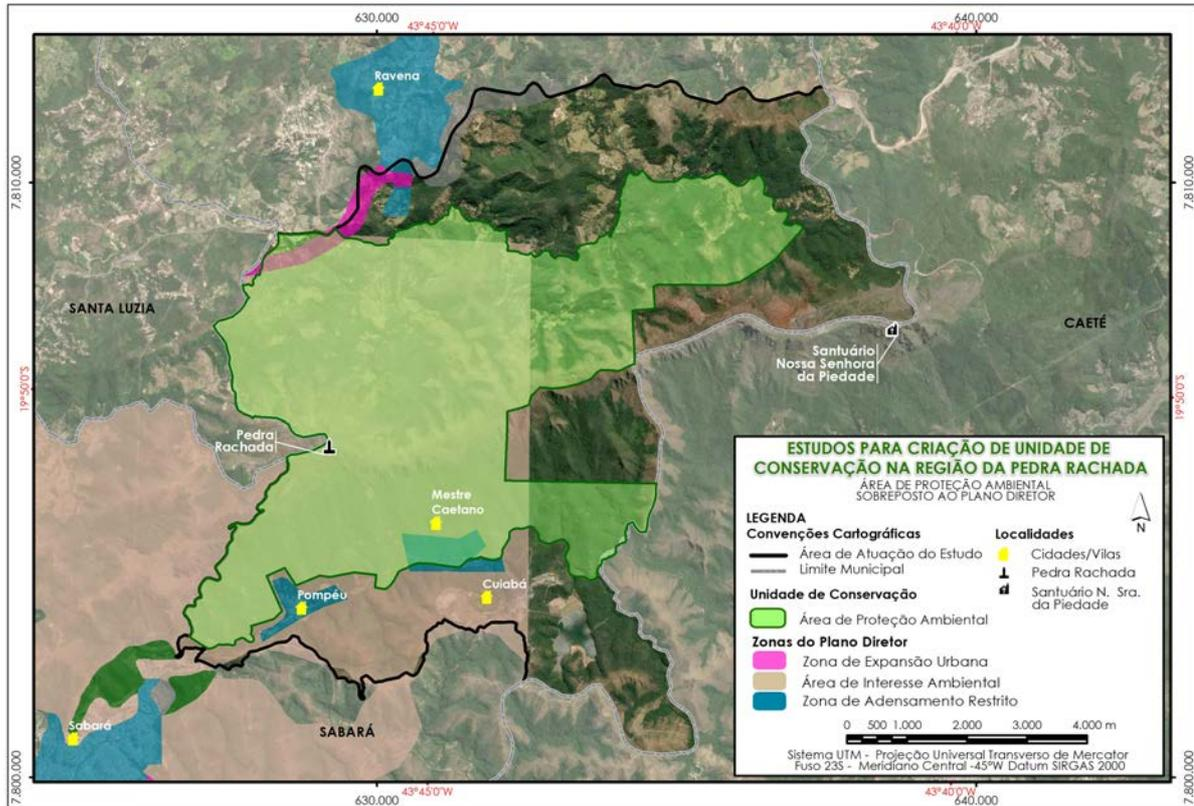 630.000
43°45'0"W
640.000
43°40'0"W
7.810.000
7.810.000
19°50'0"S
19°50'0"S
7.800.000
7.800.000
Ravena
SANTA LUZIA
CAETÉ
Santuário
Nossa Senhora
da Piedade
Pedra
Rachada
Mestre
Caetano
Cuiabá
Pompéu
Sabará
SABARÁ
ESTUDOS PARA CRIAÇÃO DE UNIDADE DE
CONSERVAÇÃO NA REGIÃO DA PEDRA RACHADA
ÁREA DE PROTEÇÃO AMBIENTAL
SOBREPOSTO AO PLANO DIRETOR
N
LEGENDA
Convenções Cartográficas
Área de Atuação do Estudo
Limite Municipal
Unidade de Conservação
Área de Proteção Ambiental
Zonas do Plano Diretor
Zona de Expansão Urbana
Área de Interesse Ambiental
Zona de Adensamento Restrito
Localidades
Cidades/Vilas
Pedra Rachada
Santuário N. Sra.
da Piedade
0 500 1.000 2.000 3.000 4.000 m
Sistema UTM - Projeção Universal Transverso de Mercator
Fuso 23S - Meridiano Central -45°W Datum SIRGAS 2000
630.000
43°45'0"W
43°40'0"W
640.000